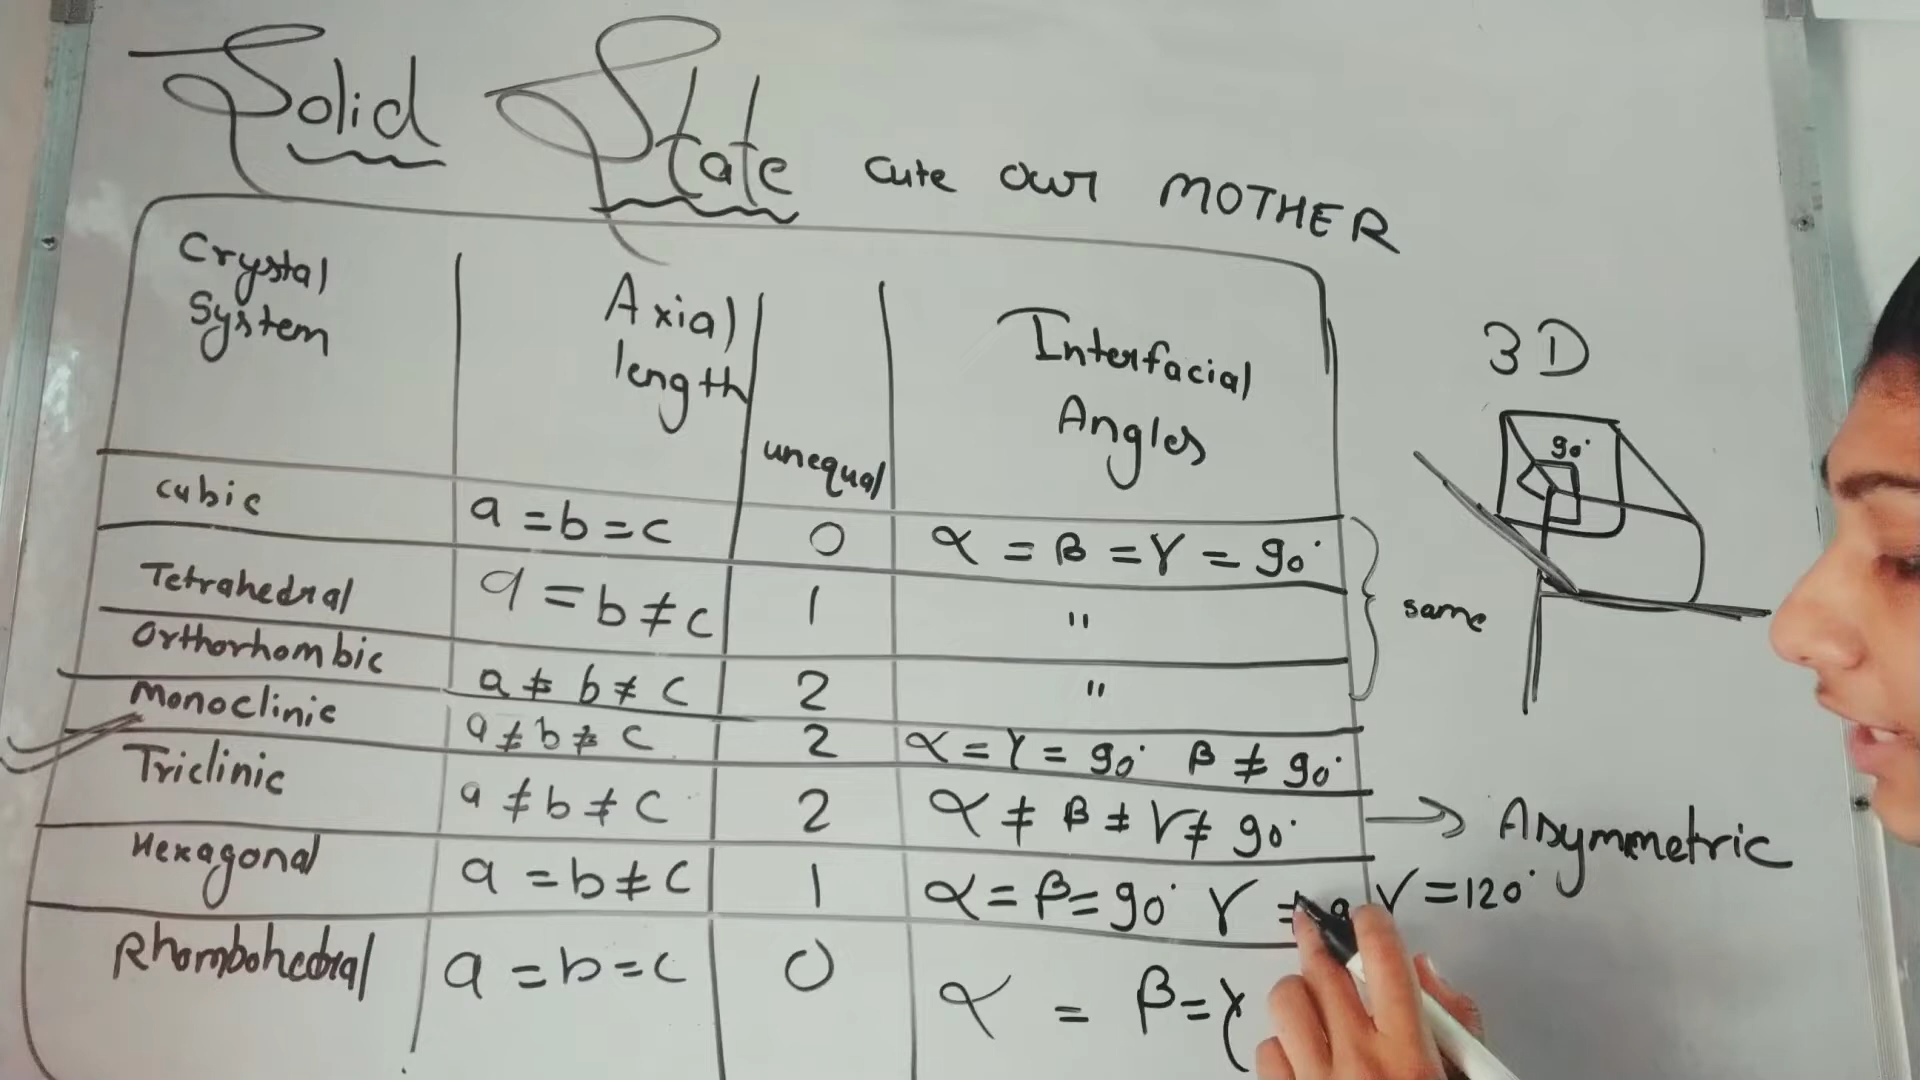 Solid State cute our MOTHER
Crystal System
Axial length
unequal
Interfacial Angles
3D
90°
cubic a = b = c 0 α = β = γ = 90°
Tetrahedral a = b ≠ c 1 "
same
Orthorhombic a ≠ b ≠ c 2 "
Monoclinic a ≠ b ≠ c 2 α = γ = 90° β ≠ 90°
Triclinic a ≠ b ≠ c 2 α ≠ β ≠ γ ≠ 90° → Asymmetric
Hexagonal a = b ≠ c 1 α = β = 90° γ γ = 120°
Rhombohedral a = b = c 0 α = β = γ